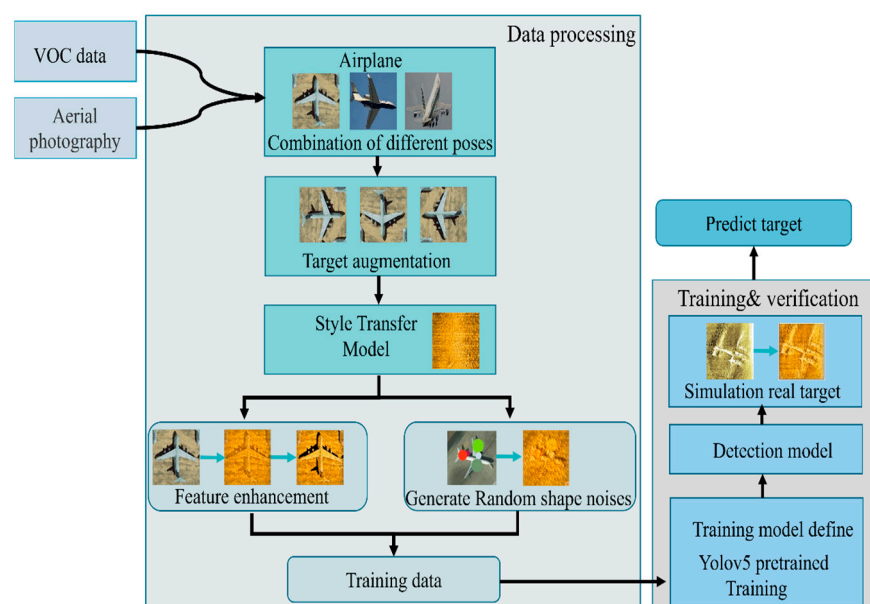 VOC data
Aerial
photography
Data processing
Airplane
Combination of different poses
Target augmentation
Style Transfer
Model
Feature enhancement
Generate Random shape noises
Training data
Predict target
Training& verification
Simulation real target
Detection model
Training model define
Yolov5 pretrained
Training